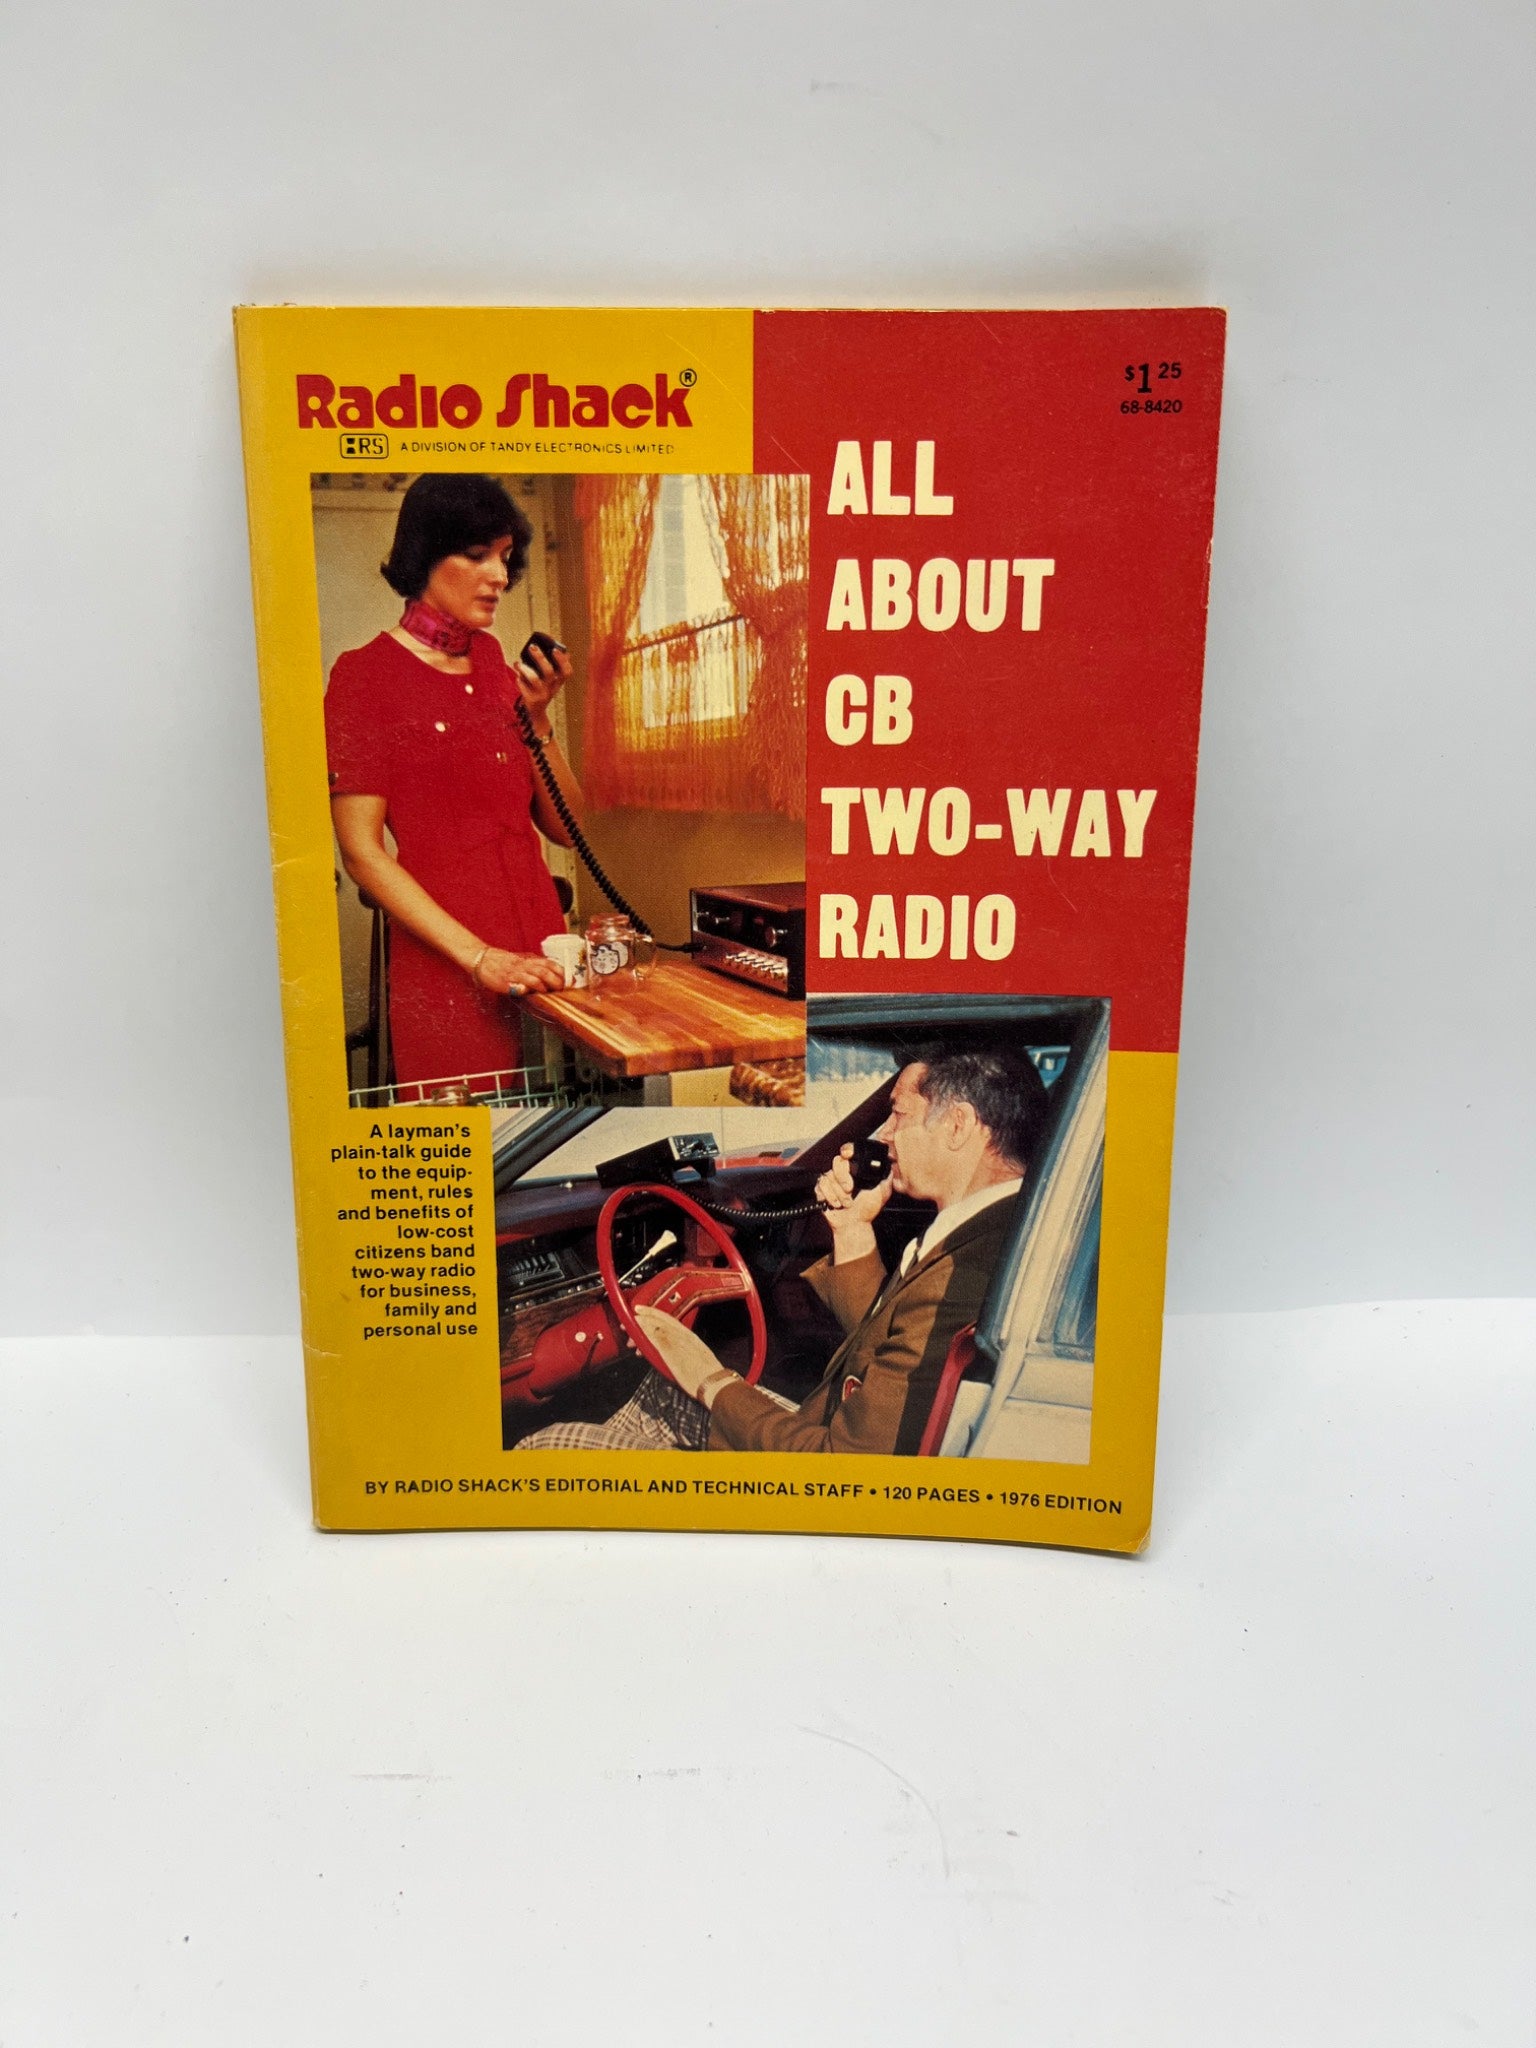 Radio Shack®
RS A DIVISION OF TANDY ELECTRONICS LIMITED
$1 25
68-8420
ALL
ABOUT
CB
TWO-WAY
RADIO
A layman's
plain-talk guide
to the equip-
ment, rules
and benefits of
low-cost
citizens band
two-way radio
for business,
family and
personal use
BY RADIO SHACK'S EDITORIAL AND TECHNICAL STAFF • 120 PAGES • 1976 EDITION